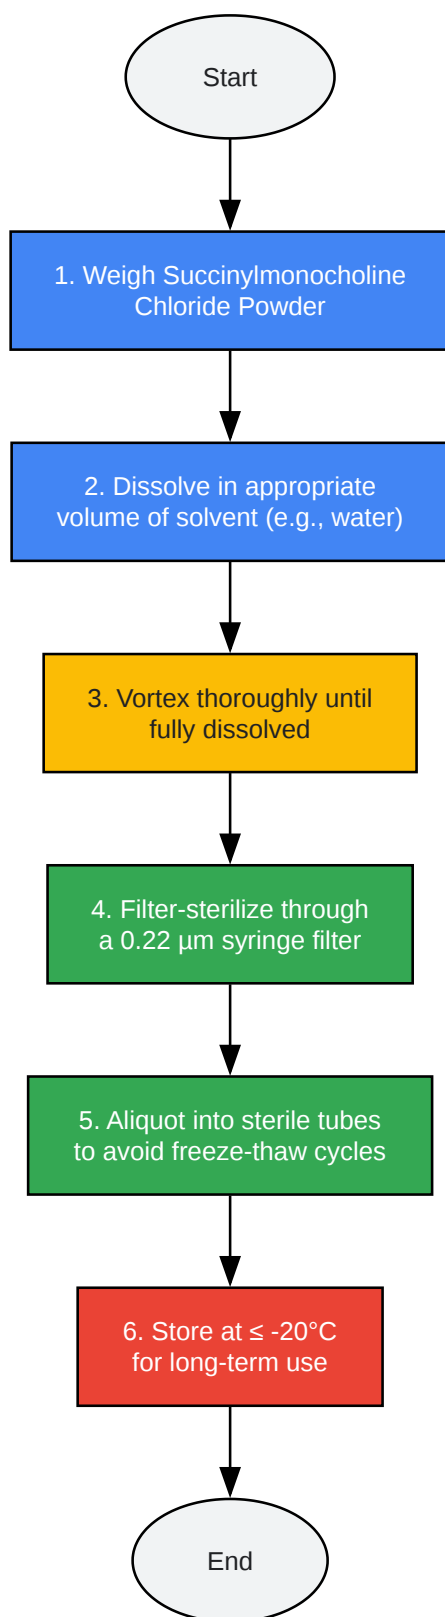 Start
1. Weigh Succinylmonocholine
Chloride Powder
2. Dissolve in appropriate
volume of solvent (e.g., water)
3. Vortex thoroughly until
fully dissolved
4. Filter-sterilize through
a 0.22 µm syringe filter
5. Aliquot into sterile tubes
to avoid freeze-thaw cycles
6. Store at ≤ -20°C
for long-term use
End